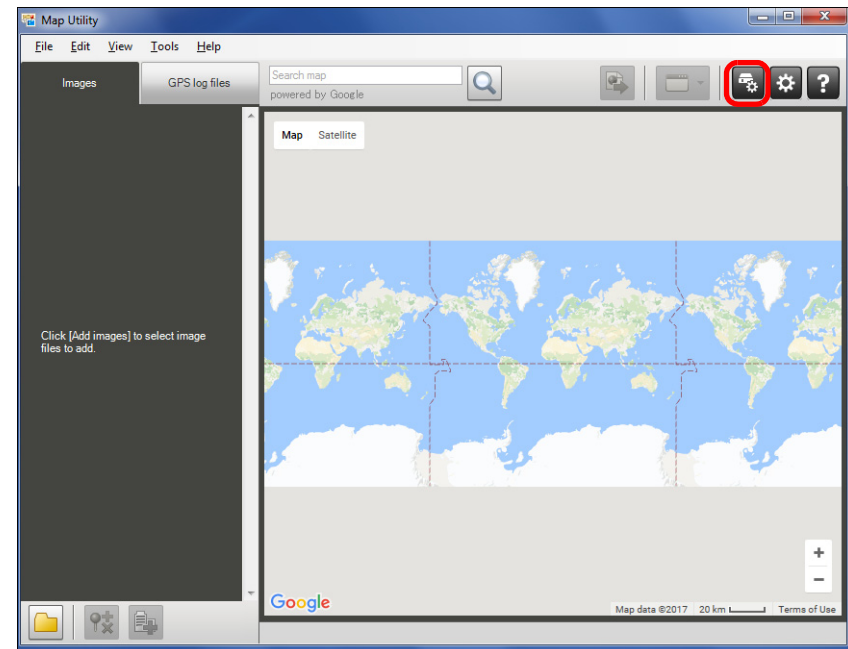 Map Utility
File Edit View Tools Help
Images
GPS log files
Search map
powered by Google
?
Map Satellite
Click [Add images] to select image
files to add.
+
−
Google
Map data ©2017 20 km Terms of Use